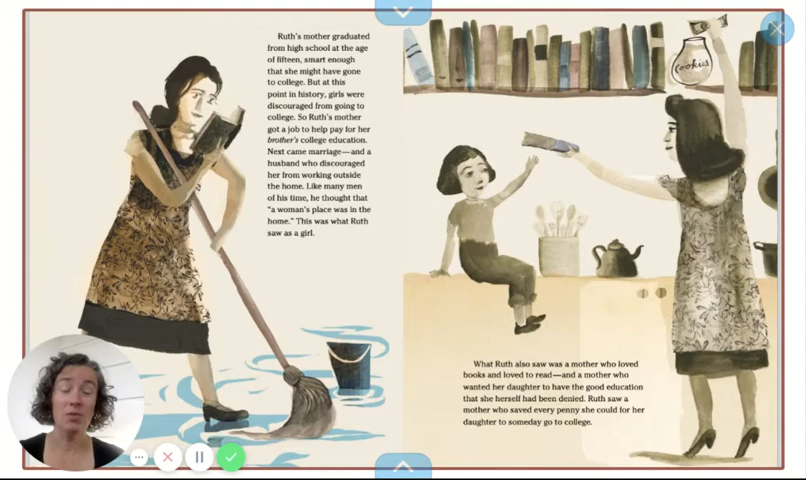 Ruth's mother graduated
from high school at the age
of fifteen, smart enough
that she might have gone
to college. But at this
point in history, girls were
discouraged from going to
college. So Ruth's mother
got a job to help pay for her
brother's college education.
Next came marriage—and a
husband who discouraged
her from working outside
the home. Like many men
of his time, he thought that
"a woman's place was in the
home." This was what Ruth
saw as a girl.
Cookies
What Ruth also saw was a mother who loved
books and loved to read—and a mother who
wanted her daughter to have the good education
that she herself had been denied. Ruth saw a
mother who saved every penny she could for her
daughter to someday go to college.